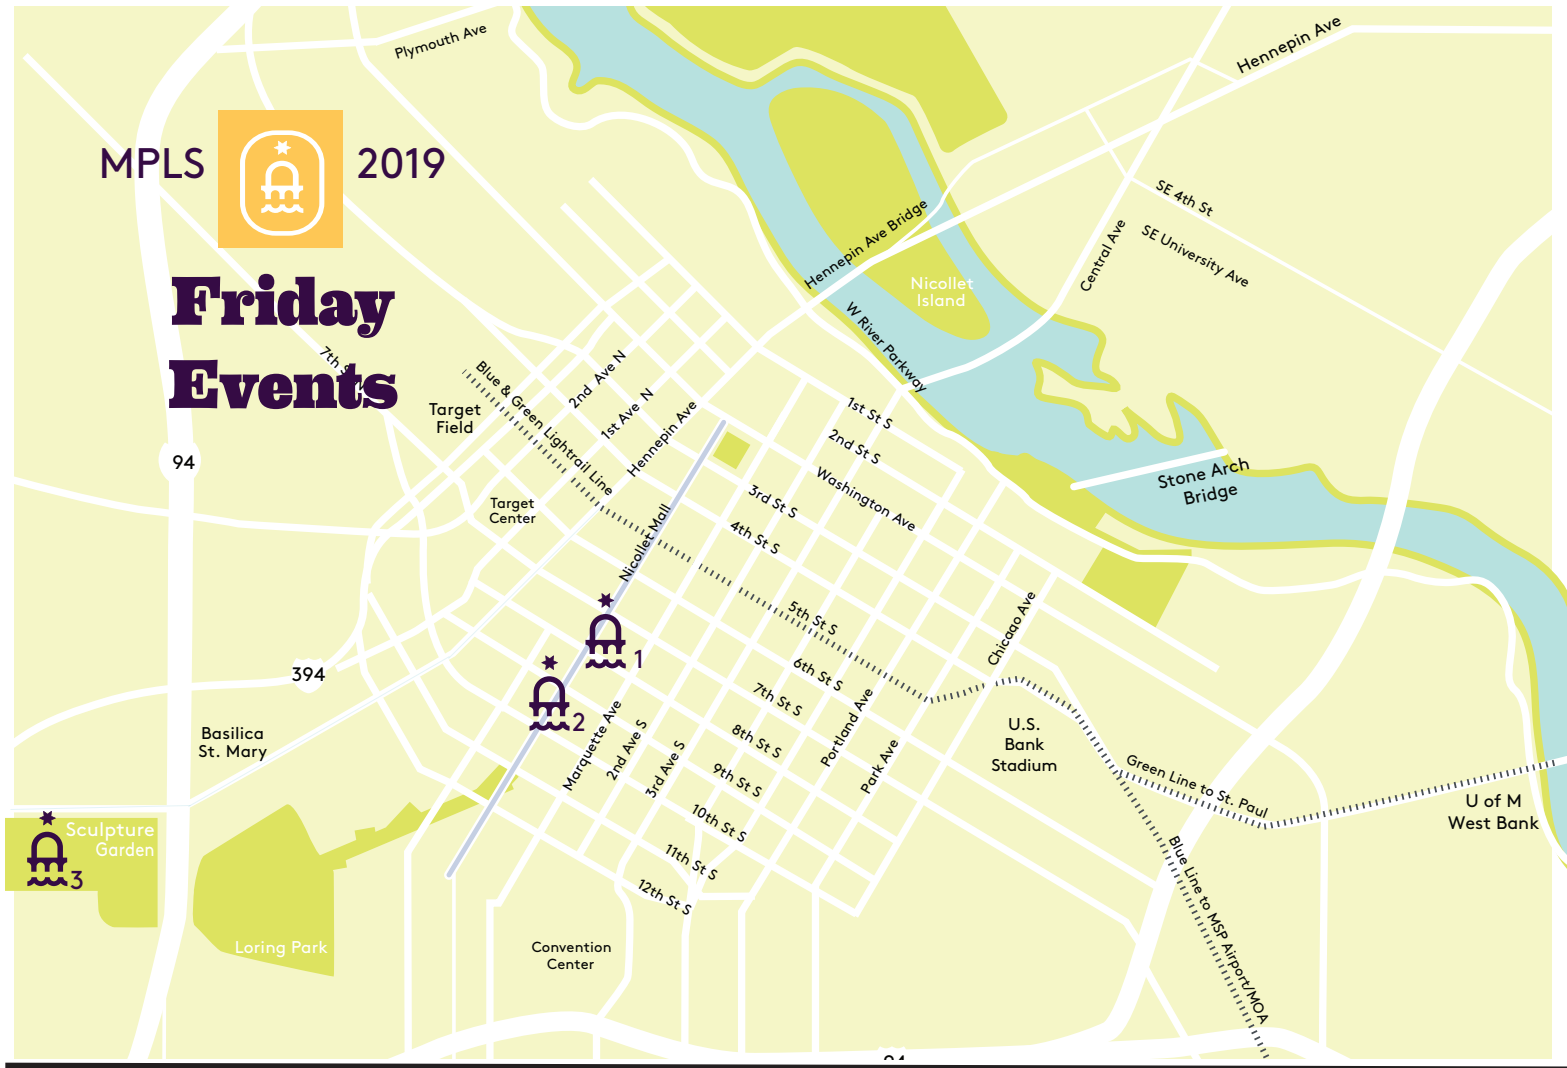 Plymouth Ave
Hennepin Ave
MPLS
2019
Friday
Events
7th St N
SE 4th St
SE University Ave
Central Ave
Hennepin Ave Bridge
Nicollet
Island
W River Parkway
Blue & Green Lightrail Line
2nd Ave N
1st Ave N
Hennepin Ave
Target
Field
94
Target
Center
1st St S
2nd St S
Washington Ave
3rd St S
4th St S
Stone Arch
Bridge
Nicollet Mall
5th St S
6th St S
7th St S
8th St S
9th St S
10th St S
11th St S
12th St S
Chicago Ave
1
2
394
Basilica
St. Mary
Marquette Ave
2nd Ave S
3rd Ave S
Portland Ave
Park Ave
U.S.
Bank
Stadium
Green Line to St. Paul
U of M
West Bank
Blue Line to MSP Airport/MOA
Sculpture
Garden
3
Loring Park
Convention
Center
94